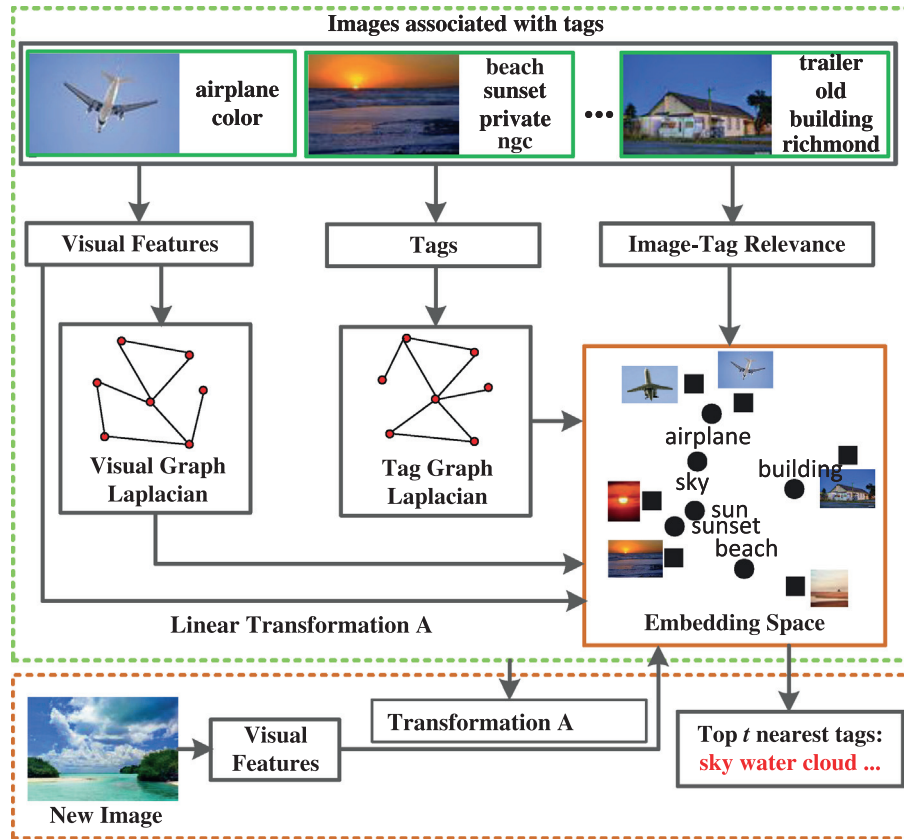 Images associated with tags
airplane
color
beach
sunset
private
ngc
...
trailer
old
building
richmond
Visual Features
Tags
Image-Tag Relevance
Visual Graph
Laplacian
Tag Graph
Laplacian
airplane
sky
building
sun
sunset
beach
Embedding Space
Linear Transformation A
Transformation A
Visual
Features
New Image
Top t nearest tags:
sky water cloud ...